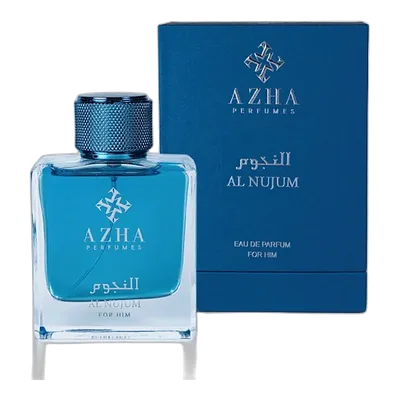 AZHA
PERFUMES
النجوم
AL NUJUM
FOR HIM
AZHA
PERFUMES
النجوم
AL NUJUM
EAU DE PARFUM
FOR HIM